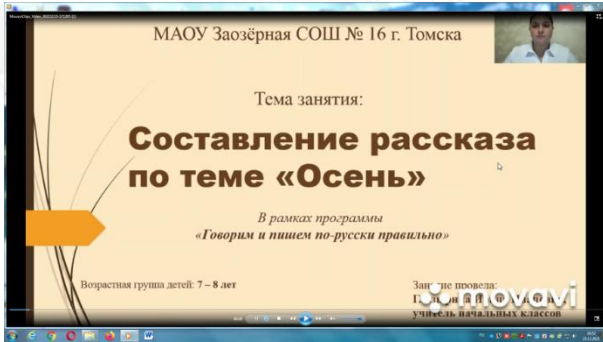 МАОУ Заозёрная СОШ № 16 г. Томска
Тема занятия:
Составление рассказа
по теме «Осень»
В рамках программы
«Говорим и пишем по-русски правильно»
Возрастная группа детей: 7 – 8 лет
Занятие провела:
movavi
учитель начальных классов